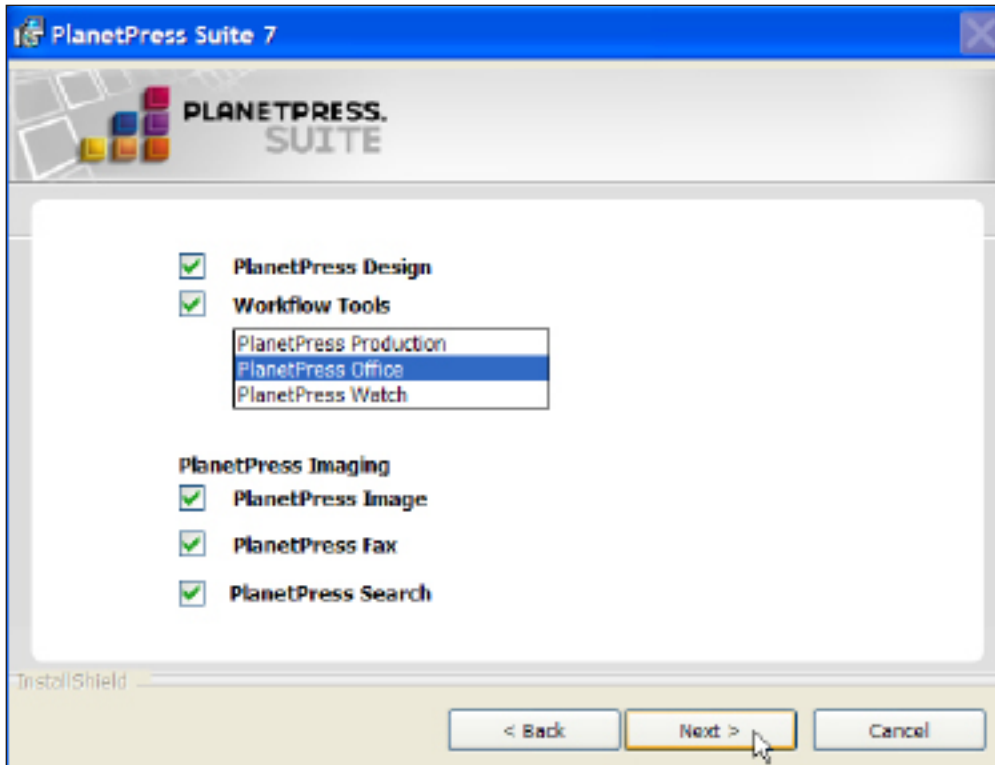 PlanetPress Suite 7
PLANETPRESS.
SUITE
PlanetPress Design
Workflow Tools
PlanetPress Production
PlanetPress Office
PlanetPress Watch
PlanetPress Imaging
PlanetPress Image
PlanetPress Fax
PlanetPress Search
InstallShield
< Back
Next >
Cancel